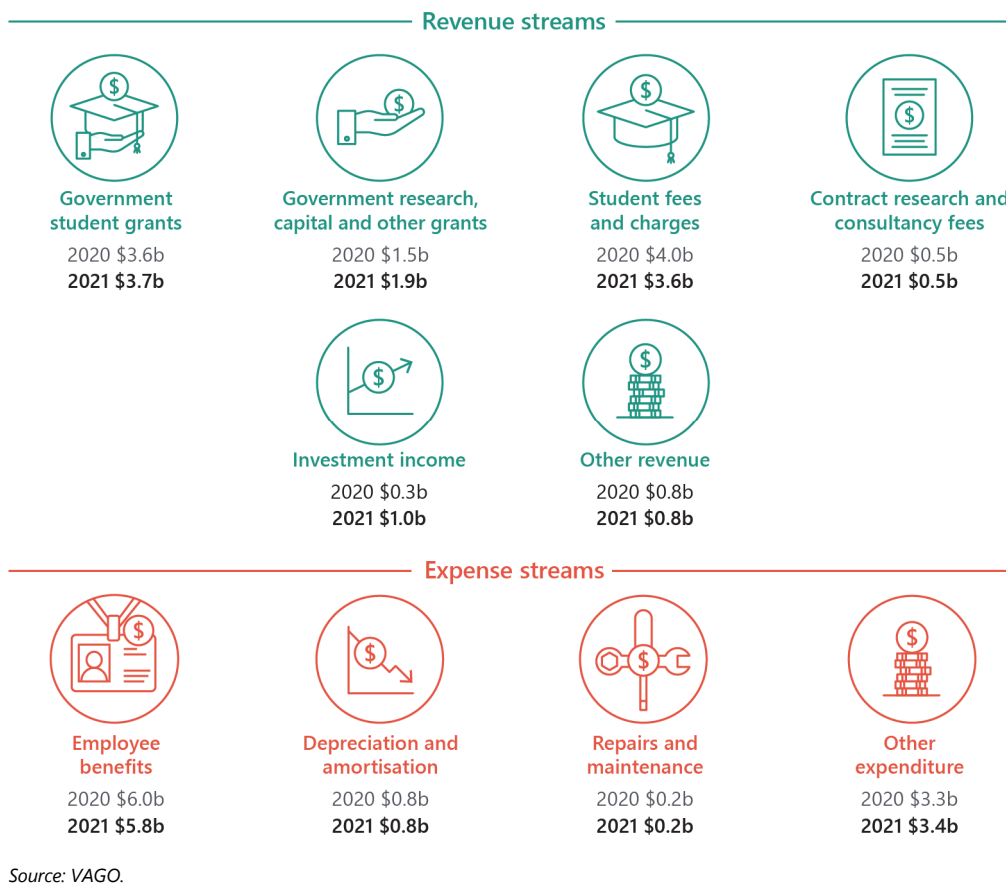 Revenue streams
Government
student grants
2020 $3.6b
2021 $3.7b
Government research,
capital and other grants
2020 $1.5b
2021 $1.9b
Student fees
and charges
2020 $4.0b
2021 $3.6b
Contract research and
consultancy fees
2020 $0.5b
2021 $0.5b
Investment income
2020 $0.3b
2021 $1.0b
Other revenue
2020 $0.8b
2021 $0.8b
Expense streams
Employee
benefits
2020 $6.0b
2021 $5.8b
Depreciation and
amortisation
2020 $0.8b
2021 $0.8b
Repairs and
maintenance
2020 $0.2b
2021 $0.2b
Other
expenditure
2020 $3.3b
2021 $3.4b
Source: VAGO.